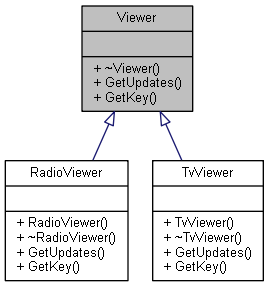 Viewer
+ ~Viewer()
+ GetUpdates()
+ GetKey()
RadioViewer
+ RadioViewer()
+ ~RadioViewer()
+ GetUpdates()
+ GetKey()
TvViewer
+ TvViewer()
+ ~TvViewer()
+ GetUpdates()
+ GetKey()